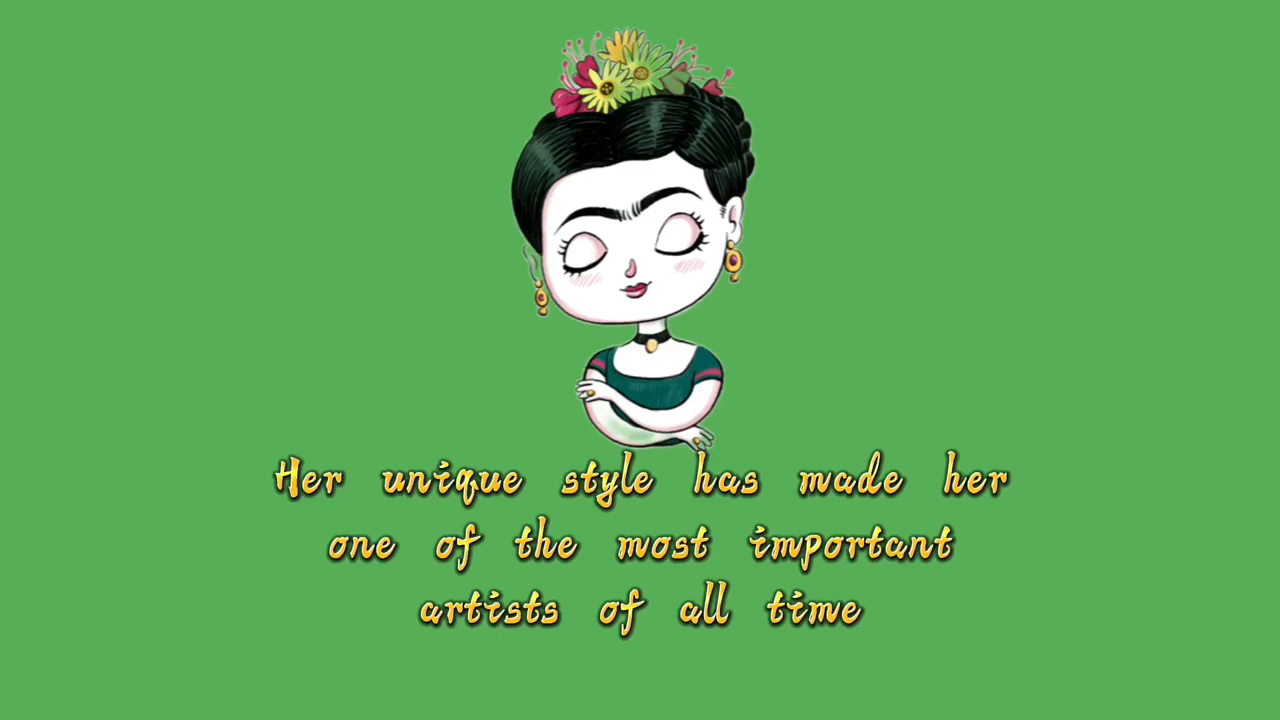 Her unique style has made her
one of the most important
artists of all time